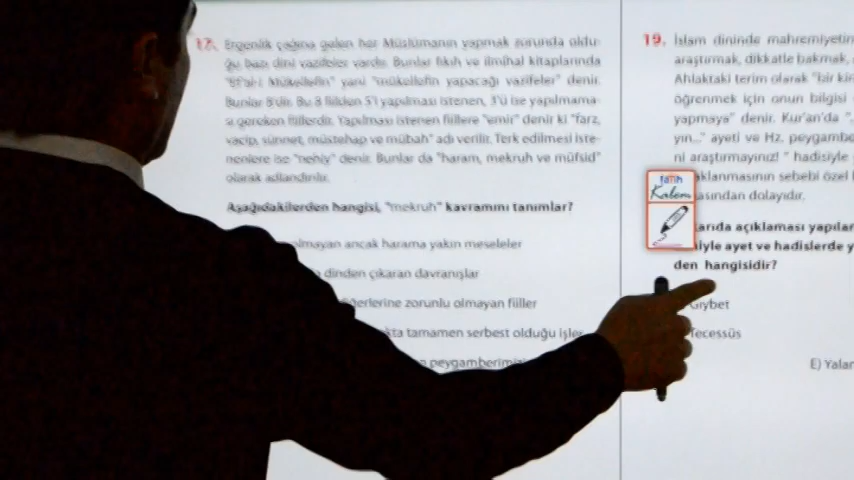 17. Ergenlik çağına gelen her Müslümanın yapmak zorunda oldu-
ğu bazı dini vazifeler vardır. Bunlar fıkıh ve ilmihal kitaplarında
"Ef'al-i Mükellefin" yani "mükellefin yapacağı vazifeler" denir.
Bunlar 8'dir. Bu 8 fiilden 5'i yapılması istenen, 3'ü ise yapılmama-
sı gereken fiillerdir. Yapılması istenen fiillere "emir" denir ki "farz,
vacip, sünnet, müstehap ve mübah" adı verilir. Terk edilmesi iste-
nenlere ise "nehiy" denir. Bunlar da "haram, mekruh ve müfsid"
olarak adlandırılır.
Aşağıdakilerden hangisi, "mekruh" kavramını tanımlar?
olmayan ancak harama yakın meseleler
dinden çıkaran davranışlar
diğerlerine zorunlu olmayan fiiller
tamamen serbest olduğu işler
peygamberimizi
19. İslam dininde mahremiyetin
araştırmak, dikkatle bakmak,
Ahlaktaki terim olarak "bir
öğrenmek için onun bilgisi
yapmaya" denir. Kur'an'da "
yın..." ayeti ve Hz. peygambe
ni araştırmayınız! " hadisiyle
aklanmasının sebebi özel
asından dolayıdır.
fatih
Kalem
arıda açıklaması yapılan
iyle ayet ve hadislerde y
den hangisidir?
Gıybet
Tecessüs
E) Yalan